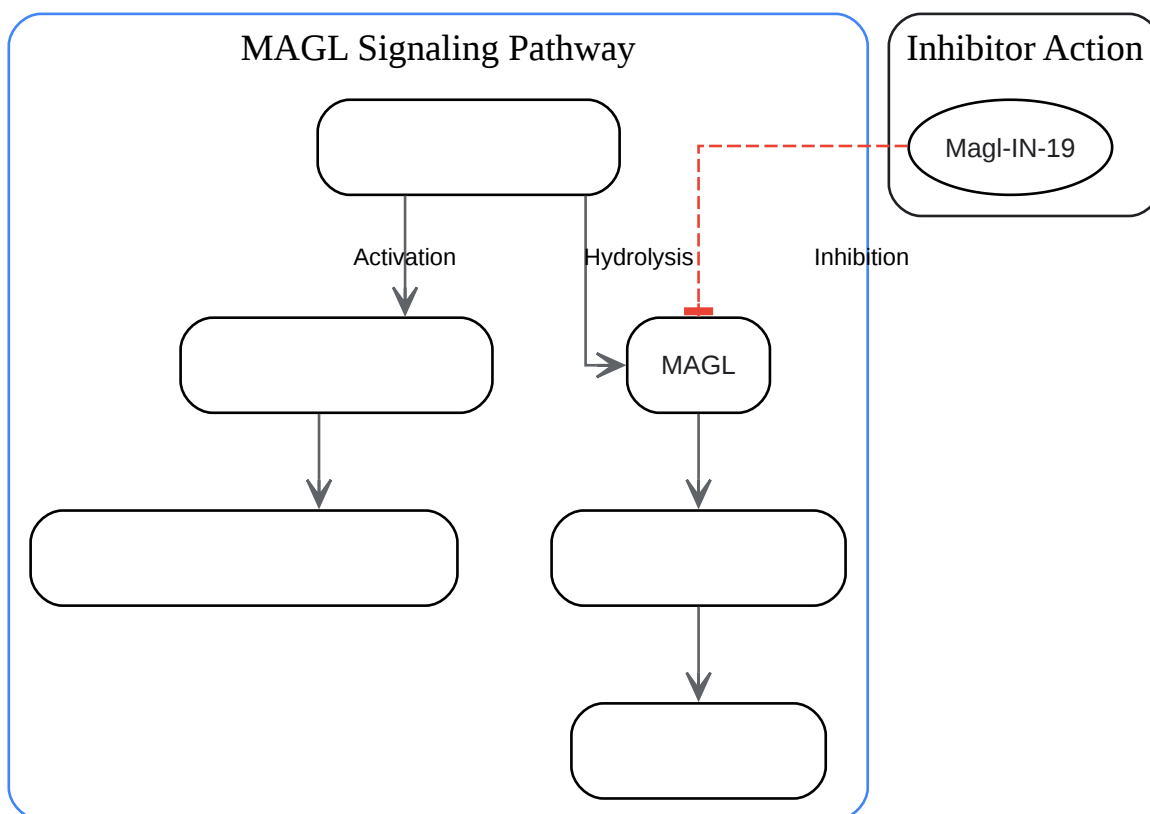 MAGL Signaling Pathway
Inhibitor Action
Magl-IN-19
Activation
Hydrolysis
Inhibition
MAGL